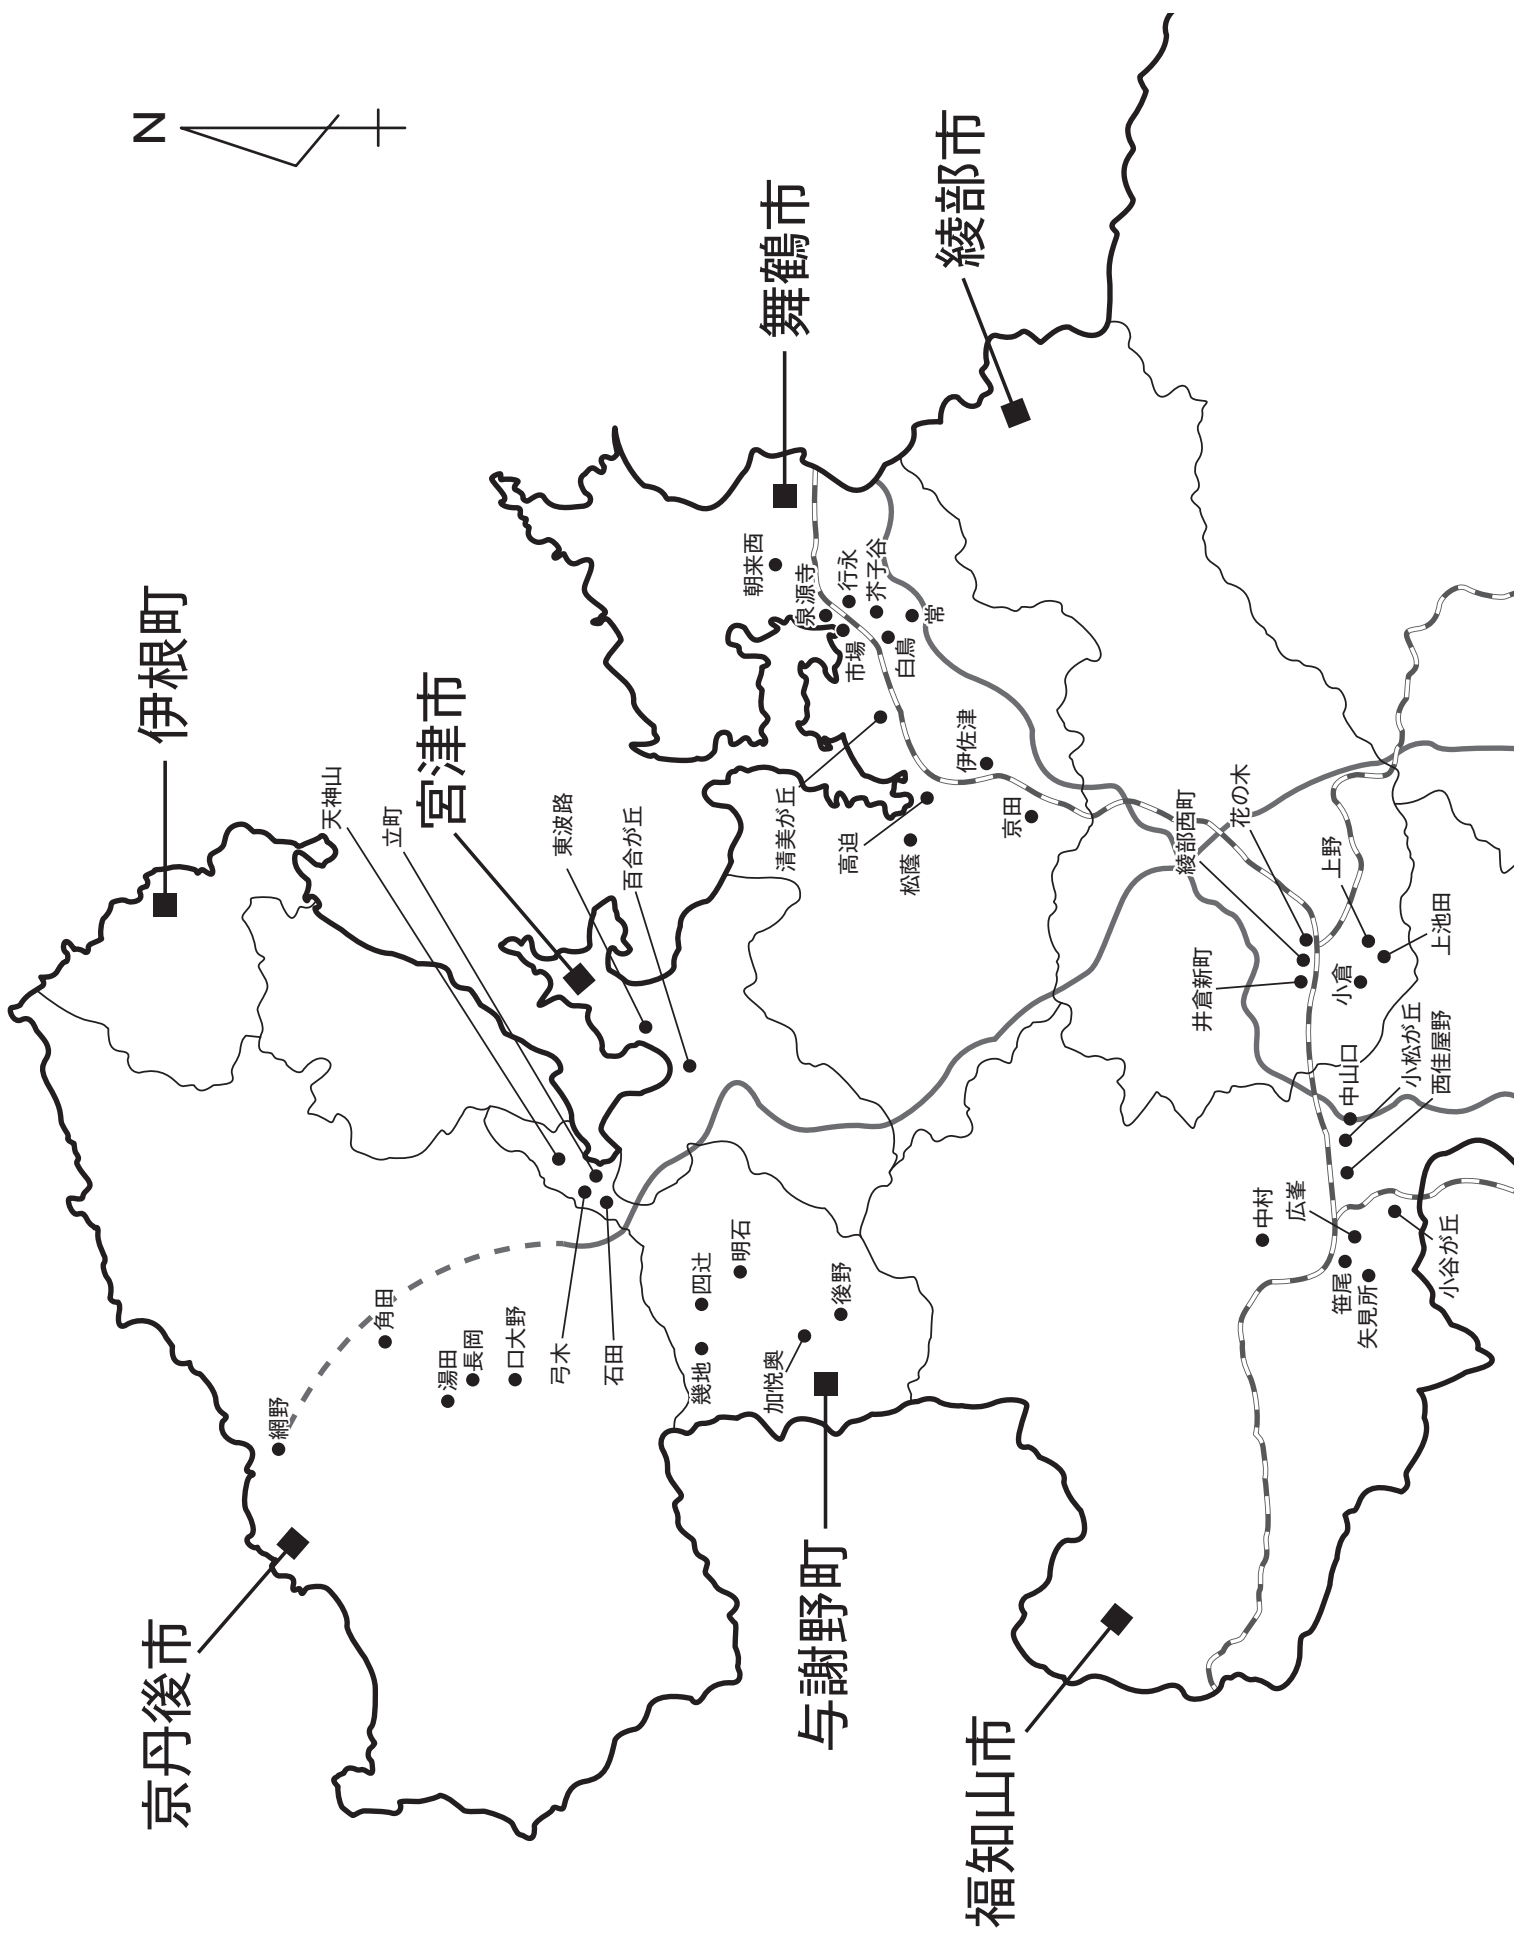 N
伊根町
宮津市
舞鶴市
綾部市
京丹後市
与謝野町
福知山市
天神山
立町
東波路
百合が丘
網野
角田
湯田
長岡
口大野
弓木
石田
四辻
幾地
明石
加悦奥
後野
朝来西
泉源寺
行永
芥子谷
市場
白鳥
常
清美が丘
高迫
松蔭
伊佐津
京田
綾部西町
花の木
上野
井倉新町
小倉
上池田
中山口
小松が丘
西佳屋野
中村
広峯
笹尾
矢見所
小谷が丘